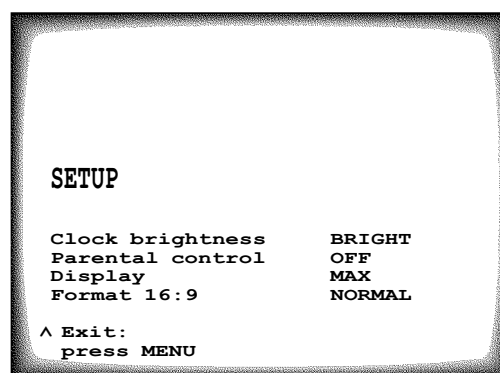 SETUP
Clock brightness BRIGHT
Parental control OFF
Display MAX
Format 16:9 NORMAL
^ Exit:
press MENU